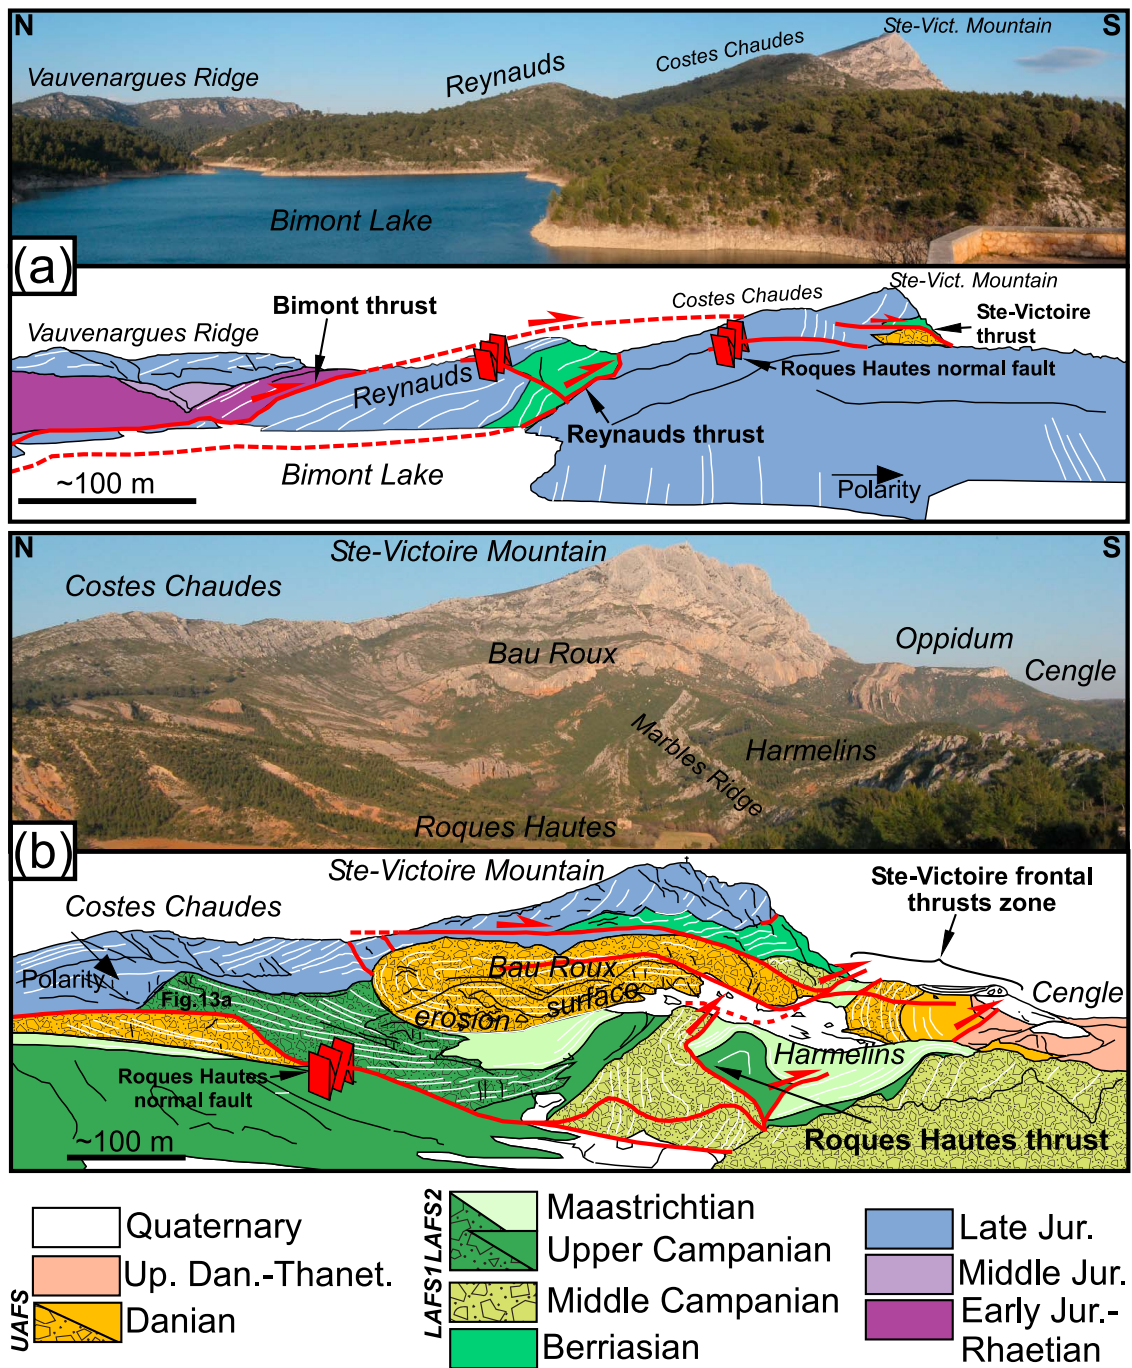 N
S
Ste-Vict. Mountain
Costes Chaudes
Reynauds
Vauvenargues Ridge
Bimont Lake
(a)
Ste-Vict. Mountain
Costes Chaudes
Bimont thrust
Ste-Victoire
thrust
Vauvenargues Ridge
Reynauds
Roques Hautes normal fault
Reynauds thrust
Bimont Lake
~100 m
Polarity
N
S
Ste-Victoire Mountain
Costes Chaudes
Oppidum
Bau Roux
Cengle
Marbles Ridge
Harmelins
Roques Hautes
(b)
Ste-Victoire Mountain
Ste-Victoire frontal
thrusts zone
Costes Chaudes
Bau Roux
Polarity
Fig.13a
erosion surface
Cengle
Harmelins
Roques Hautes
normal fault
~100 m
Roques Hautes thrust
Quaternary
Up. Dan.-Thanet.
UAFS
Danian
LAFS1 LAFS2
Maastrichtian
Upper Campanian
Middle Campanian
Berriasian
Late Jur.
Middle Jur.
Early Jur.-
Rhaetian